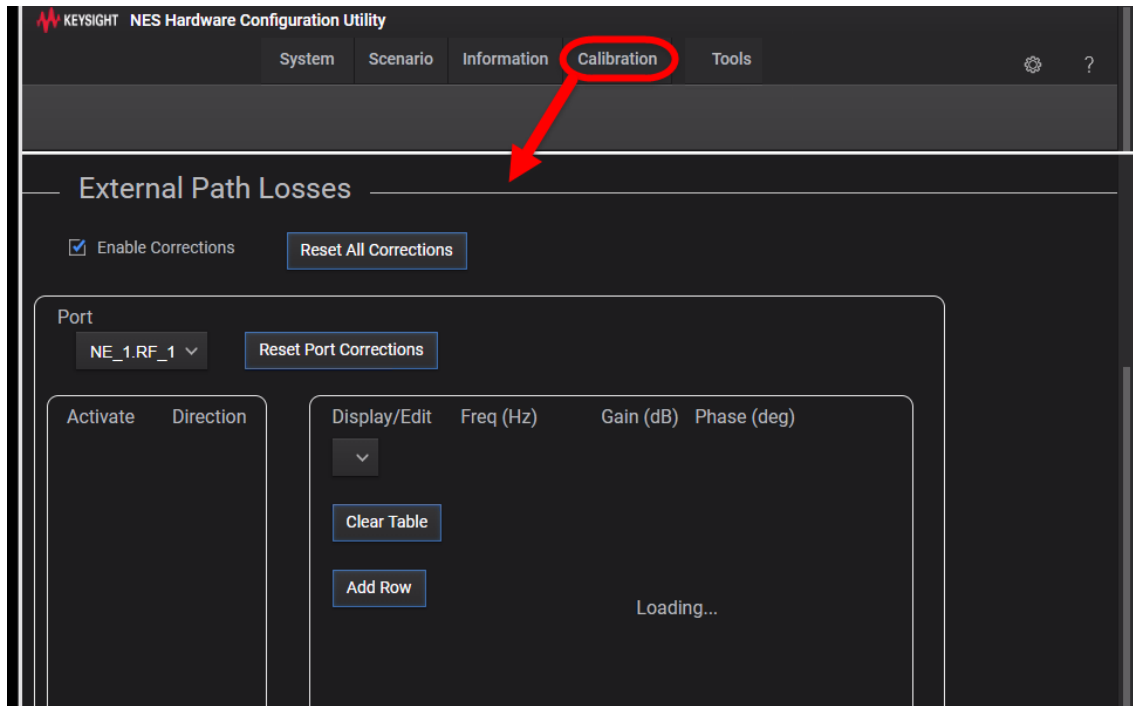 KEYSIGHT NES Hardware Configuration Utility
System Scenario Information Calibration Tools ?
External Path Losses
Enable Corrections Reset All Corrections
Port
NE_1.RF_1 Reset Port Corrections
Activate Direction Display/Edit Freq (Hz) Gain (dB) Phase (deg)
Clear Table
Add Row
Loading...